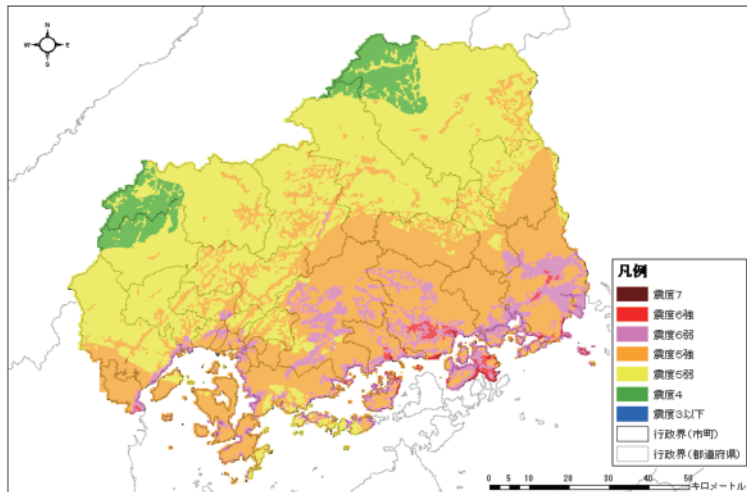 N
W E
S
凡例
震度7
震度6強
震度6弱
震度5強
震度5弱
震度4
震度3以下
行政界(市町)
行政界(都道府県)
0 5 10 20 30 40 50
キロメートル